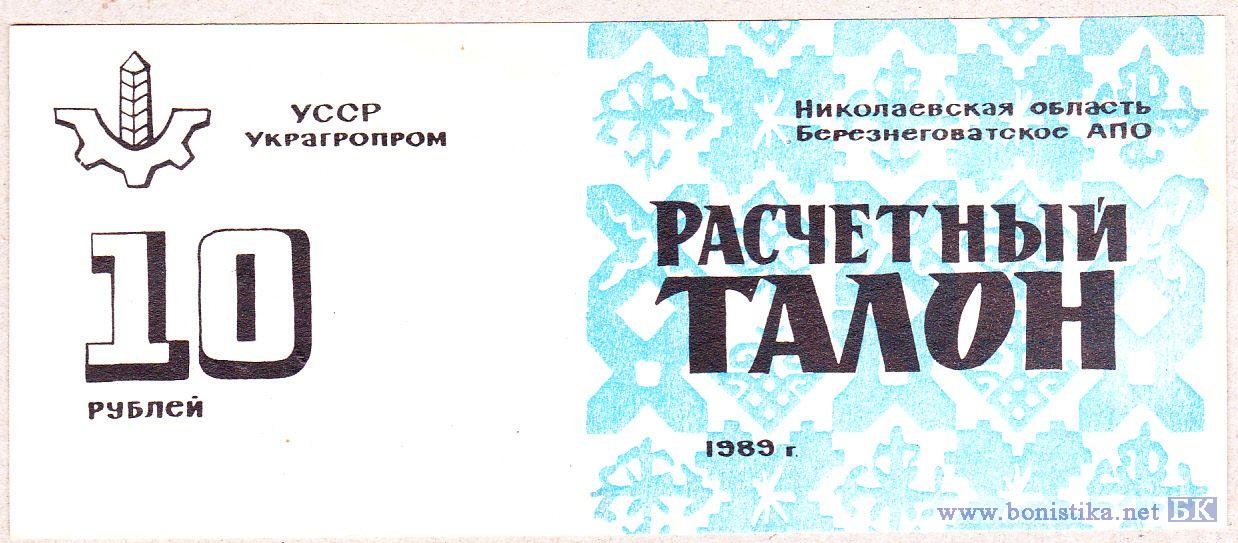 УССР
Украгропром
10
рублей
Николаевская область
Березнеговатское АПО
РАСЧЕТНЫЙ
ТАЛОН
1989 г.
www.bonistika.net БК